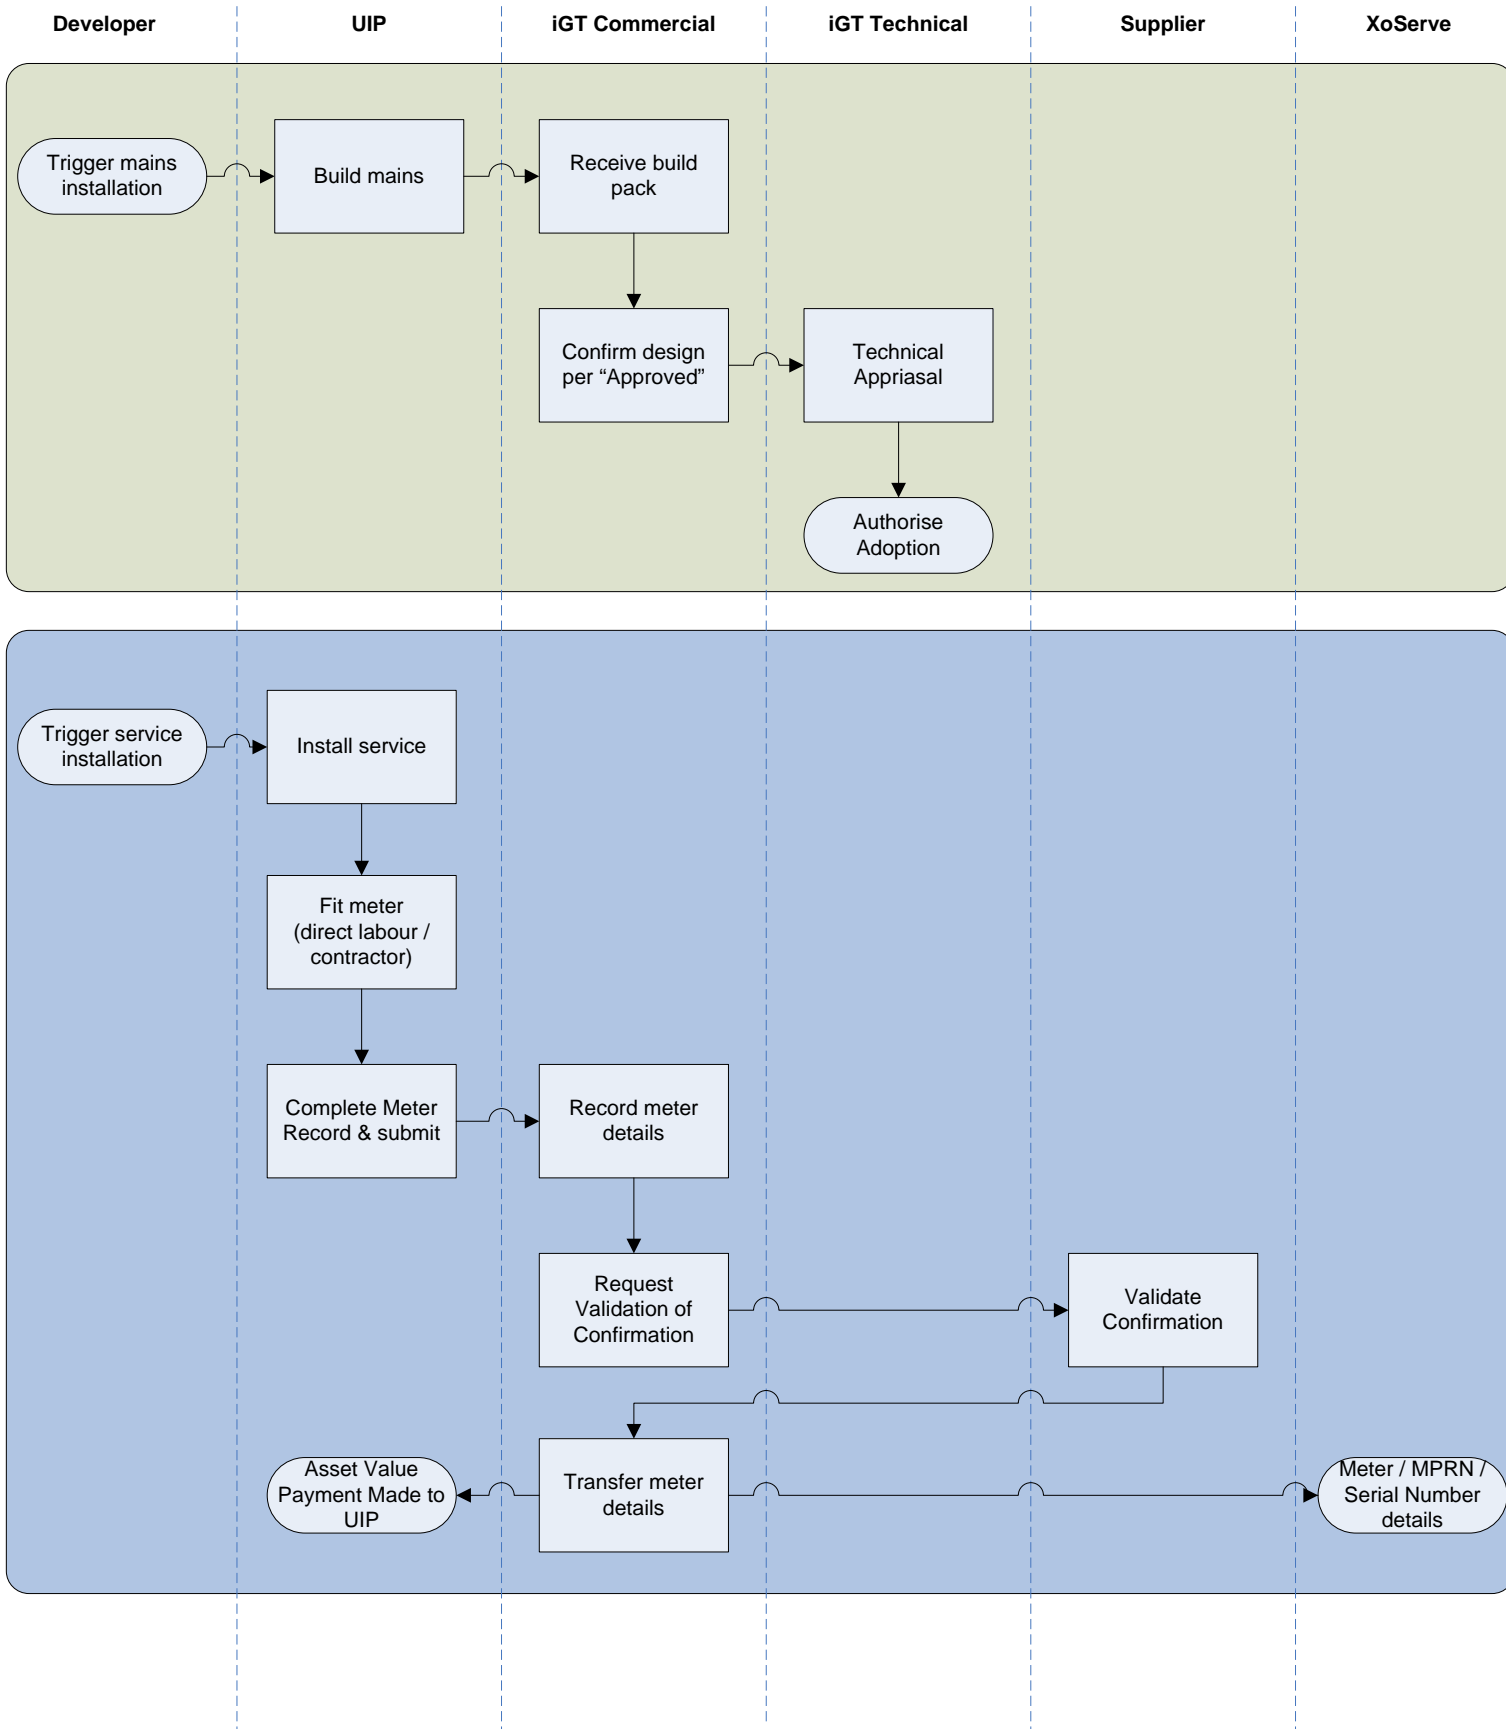 Developer
UIP
iGT Commercial
iGT Technical
Supplier
XoServe
Trigger mains
installation
Build mains
Receive build
pack
Confirm design
per “Approved”
Technical
Appriasal
Authorise
Adoption
Trigger service
installation
Install service
Fit meter
(direct labour /
contractor)
Complete Meter
Record & submit
Record meter
details
Request
Validation of
Confirmation
Validate
Confirmation
Asset Value
Payment Made to
UIP
Transfer meter
details
Meter / MPRN /
Serial Number
details